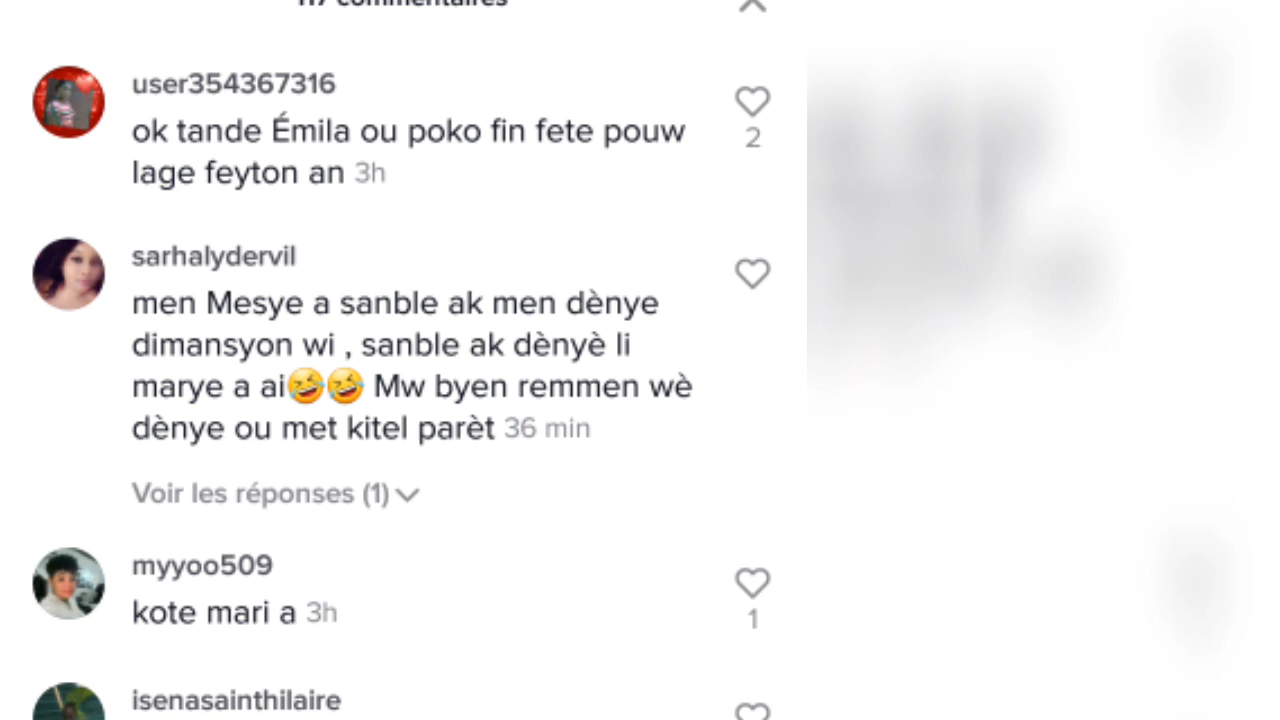 117 commentaires
user354367316
ok tande Émila ou poko fin fete pouw
lage feyton an 3h
2
sarhalydervil
men Mesye a sanble ak men dènye
dimansyon wi , sanble ak dènyè li
marye a ai🤣🤣 Mw byen remmen wè
dènye ou met kitel parèt 36 min
Voir les réponses (1)
myyoo509
kote mari a 3h
1
isenasainthilaire